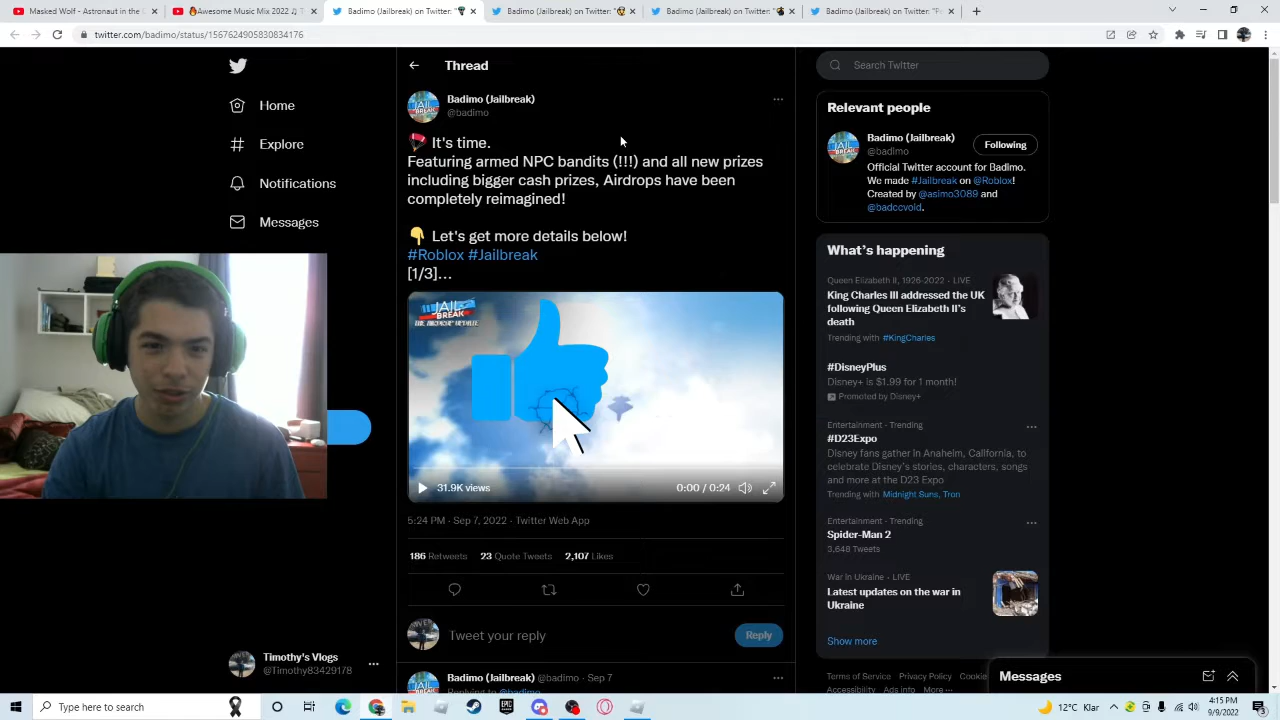 Masked Wolf - Astronaut in the
Awesome Music Mix 2022
Badimo (Jailbreak) on Twitter: "
Badimo (Jailbreak) on Twitter: "
Badimo (Jailbreak) on Twitter: "
Badimo (Jailbreak) on Twitter: "
twitter.com/badimo/status/1567624905830834176
Home
Explore
Notifications
Messages
Thread
Badimo (Jailbreak)
@badimo
It's time.
Featuring armed NPC bandits (!!!) and all new prizes
including bigger cash prizes, Airdrops have been
completely reimagined!
👇 Let's get more details below!
#Roblox #Jailbreak
[1/3]...
JAIL
BREAK
31.9K views
0:00 / 0:24
5:24 PM · Sep 7, 2022 · Twitter Web App
186 Retweets 23 Quote Tweets 2,107 Likes
Tweet your reply
Reply
Badimo (Jailbreak) @badimo · Sep 7
Replying to @badimo
Timothy's Vlogs
@Timothy83429178
Search Twitter
Relevant people
Badimo (Jailbreak)
@badimo
Following
Official Twitter account for Badimo.
We made #Jailbreak on @Roblox!
Created by @asimo3089 and
@badccvoid.
What's happening
Queen Elizabeth II, 1926-2022 · LIVE
King Charles III addressed the UK
following Queen Elizabeth II's
death
Trending with #KingCharles
#DisneyPlus
Disney+ is $1.99 for 1 month!
Promoted by Disney+
Entertainment · Trending
#D23Expo
Disney fans gather in Anaheim, California, to
celebrate Disney's stories, characters, songs
and more at the D23 Expo
Trending with Midnight Suns, Tron
Entertainment · Trending
Spider-Man 2
3,648 Tweets
War in Ukraine · LIVE
Latest updates on the war in
Ukraine
Show more
Terms of Service Privacy Policy Cookie
Accessibility Ads info More ···
Messages
Type here to search
12°C Klar
4:15 PM
9/9/2022